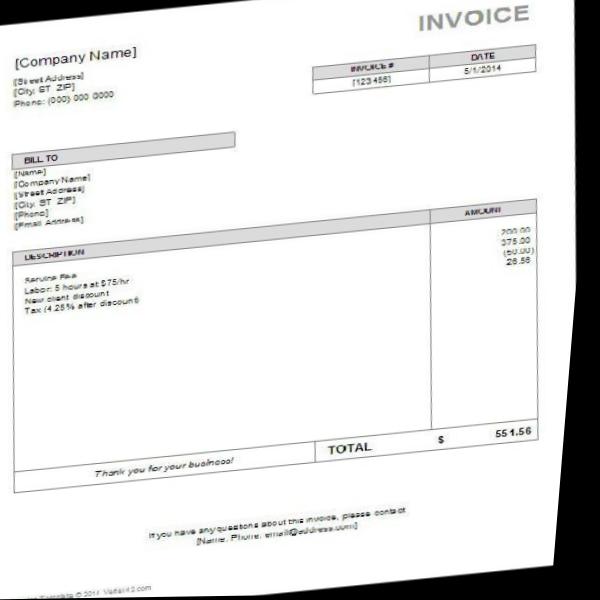 INVOICE
[Company Name]
[Street Address]
[City, ST ZIP]
Phone: (000) 000 0000
INVOICE # DATE
[123456] 5/1/2014
BILL TO
[Name]
[Company Name]
[Street Address]
[City, ST ZIP]
[Phone]
[Email Address]
DESCRIPTION AMOUNT
Service Fee 200.00
Labor: 5 hours at $75/hr 375.00
New client discount (50.00)
Tax (4.25% after discount) 26.56
Thank you for your business! TOTAL $ 551.56
If you have any questions about this invoice, please contact
[Name, Phone, email@address.com]
Template © 2014 Vertex42.com